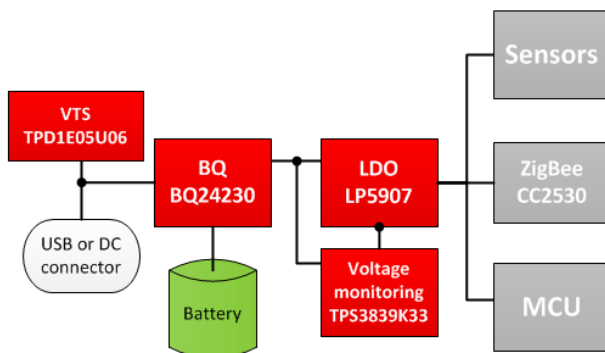 Sensors
VTS
TPD1E05U06
BQ
BQ24230
LDO
LP5907
ZigBee
CC2530
USB or DC
connector
Voltage
monitoring
TPS3839K33
Battery
MCU